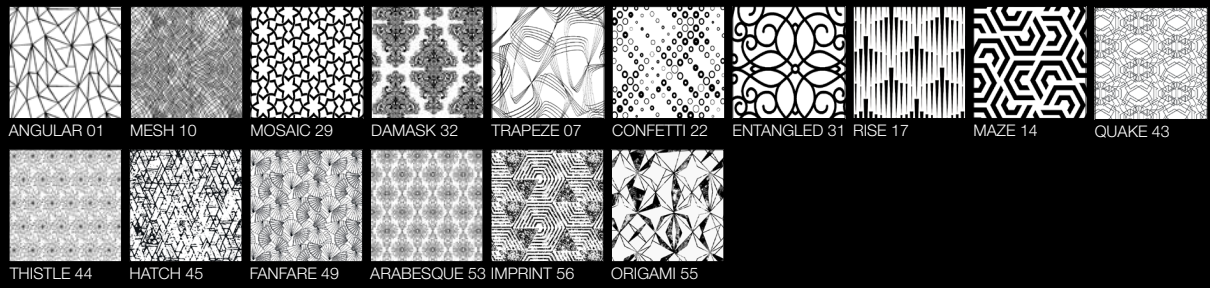 ANGULAR 01 MESH 10 MOSAIC 29 DAMASK 32 TRAPEZE 07 CONFETTI 22 ENTANGLED 31 RISE 17 MAZE 14 QUAKE 43
THISTLE 44 HATCH 45 FANFARE 49 ARABESQUE 53 IMPRINT 56 ORIGAMI 55